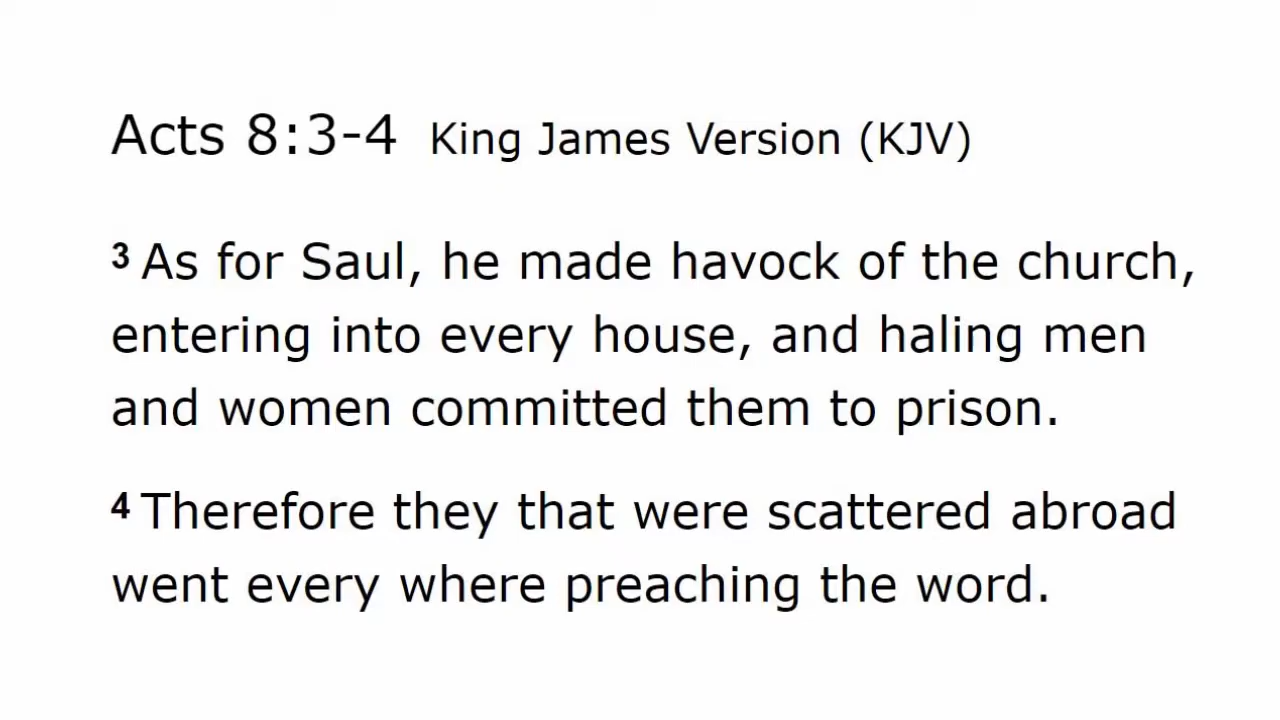 Acts 8:3-4 King James Version (KJV)
3 As for Saul, he made havock of the church,
entering into every house, and haling men
and women committed them to prison.
4 Therefore they that were scattered abroad
went every where preaching the word.